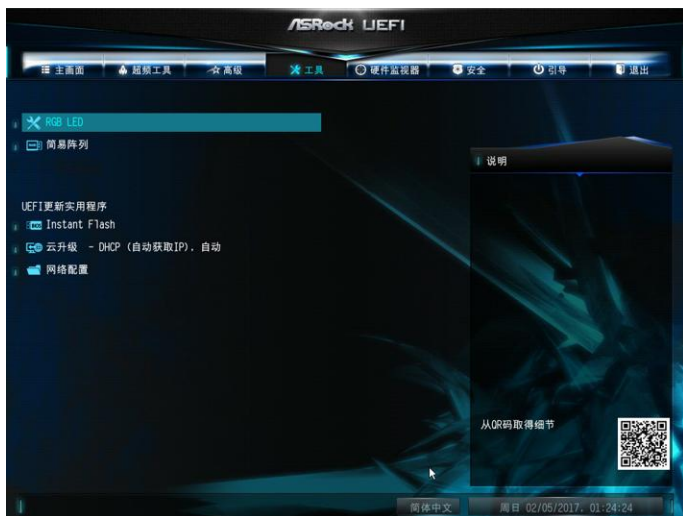 ASRock UEFI
主画面 超频工具 高级 工具 硬件监视器 安全 引导 退出
RGB LED
简易阵列
说明
UEFI更新实用程序
Instant Flash
云升级 - DHCP (自动获取IP), 自动
网络配置
从QR码取得细节
简体中文 周日 02/05/2017, 01:24:24